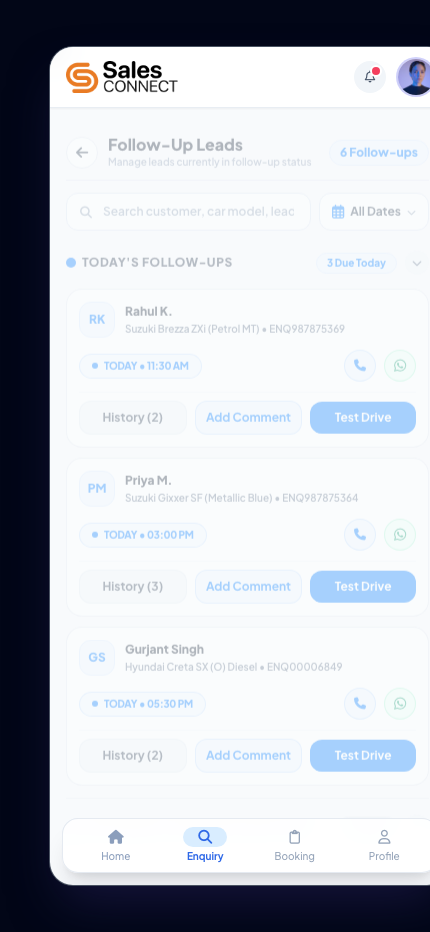 Sales
CONNECT
Follow-Up Leads
Manage leads currently in follow-up status
6 Follow-ups
Search customer, car model, leac
All Dates
TODAY'S FOLLOW-UPS
3 Due Today
RK
Rahul K.
Suzuki Brezza ZXi (Petrol MT) • ENQ987875369
TODAY • 11:30 AM
History (2)
Add Comment
Test Drive
PM
Priya M.
Suzuki Gixxer SF (Metallic Blue) • ENQ987875364
TODAY • 03:00 PM
History (3)
Add Comment
Test Drive
GS
Gurjant Singh
Hyundai Creta SX (O) Diesel • ENQ00006849
TODAY • 05:30 PM
History (2)
Add Comment
Test Drive
Home
Enquiry
Booking
Profile